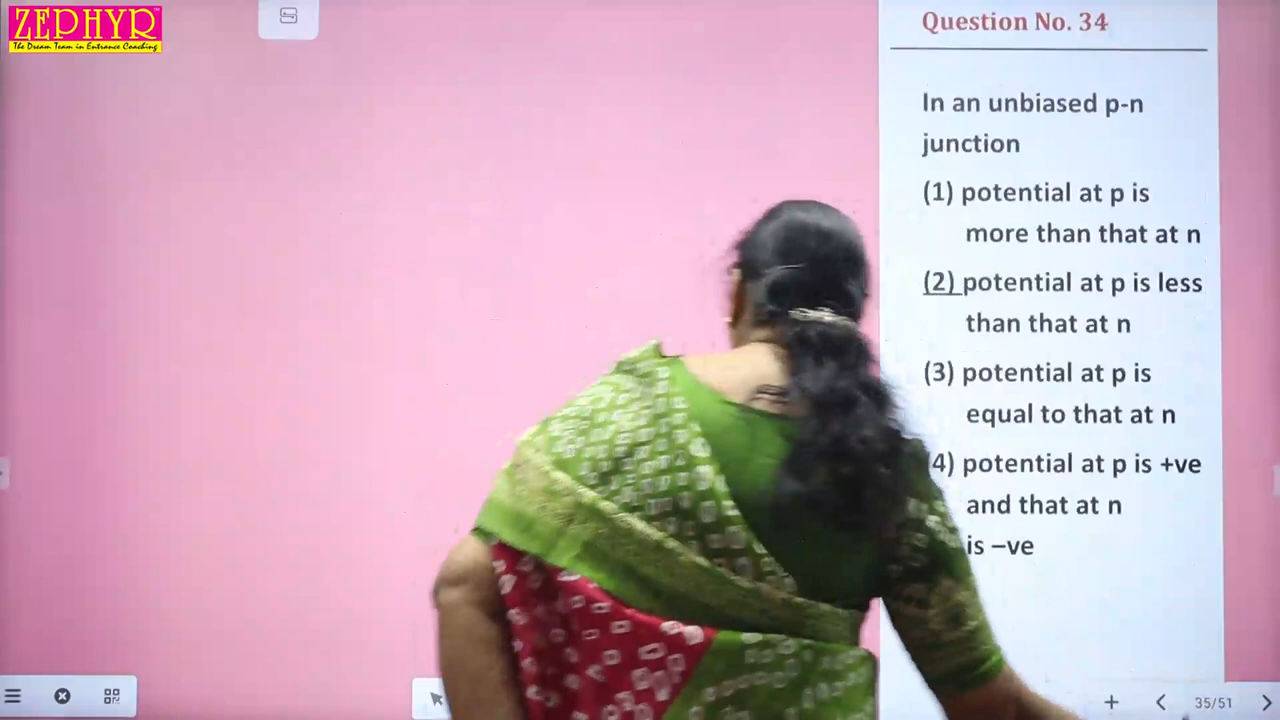 ZEPHYR
The Dream Team in Entrance Coaching
Question No. 34
In an unbiased p-n
junction
(1) potential at p is
more than that at n
(2) potential at p is less
than that at n
(3) potential at p is
equal to that at n
4) potential at p is +ve
and that at n
is –ve
35/51